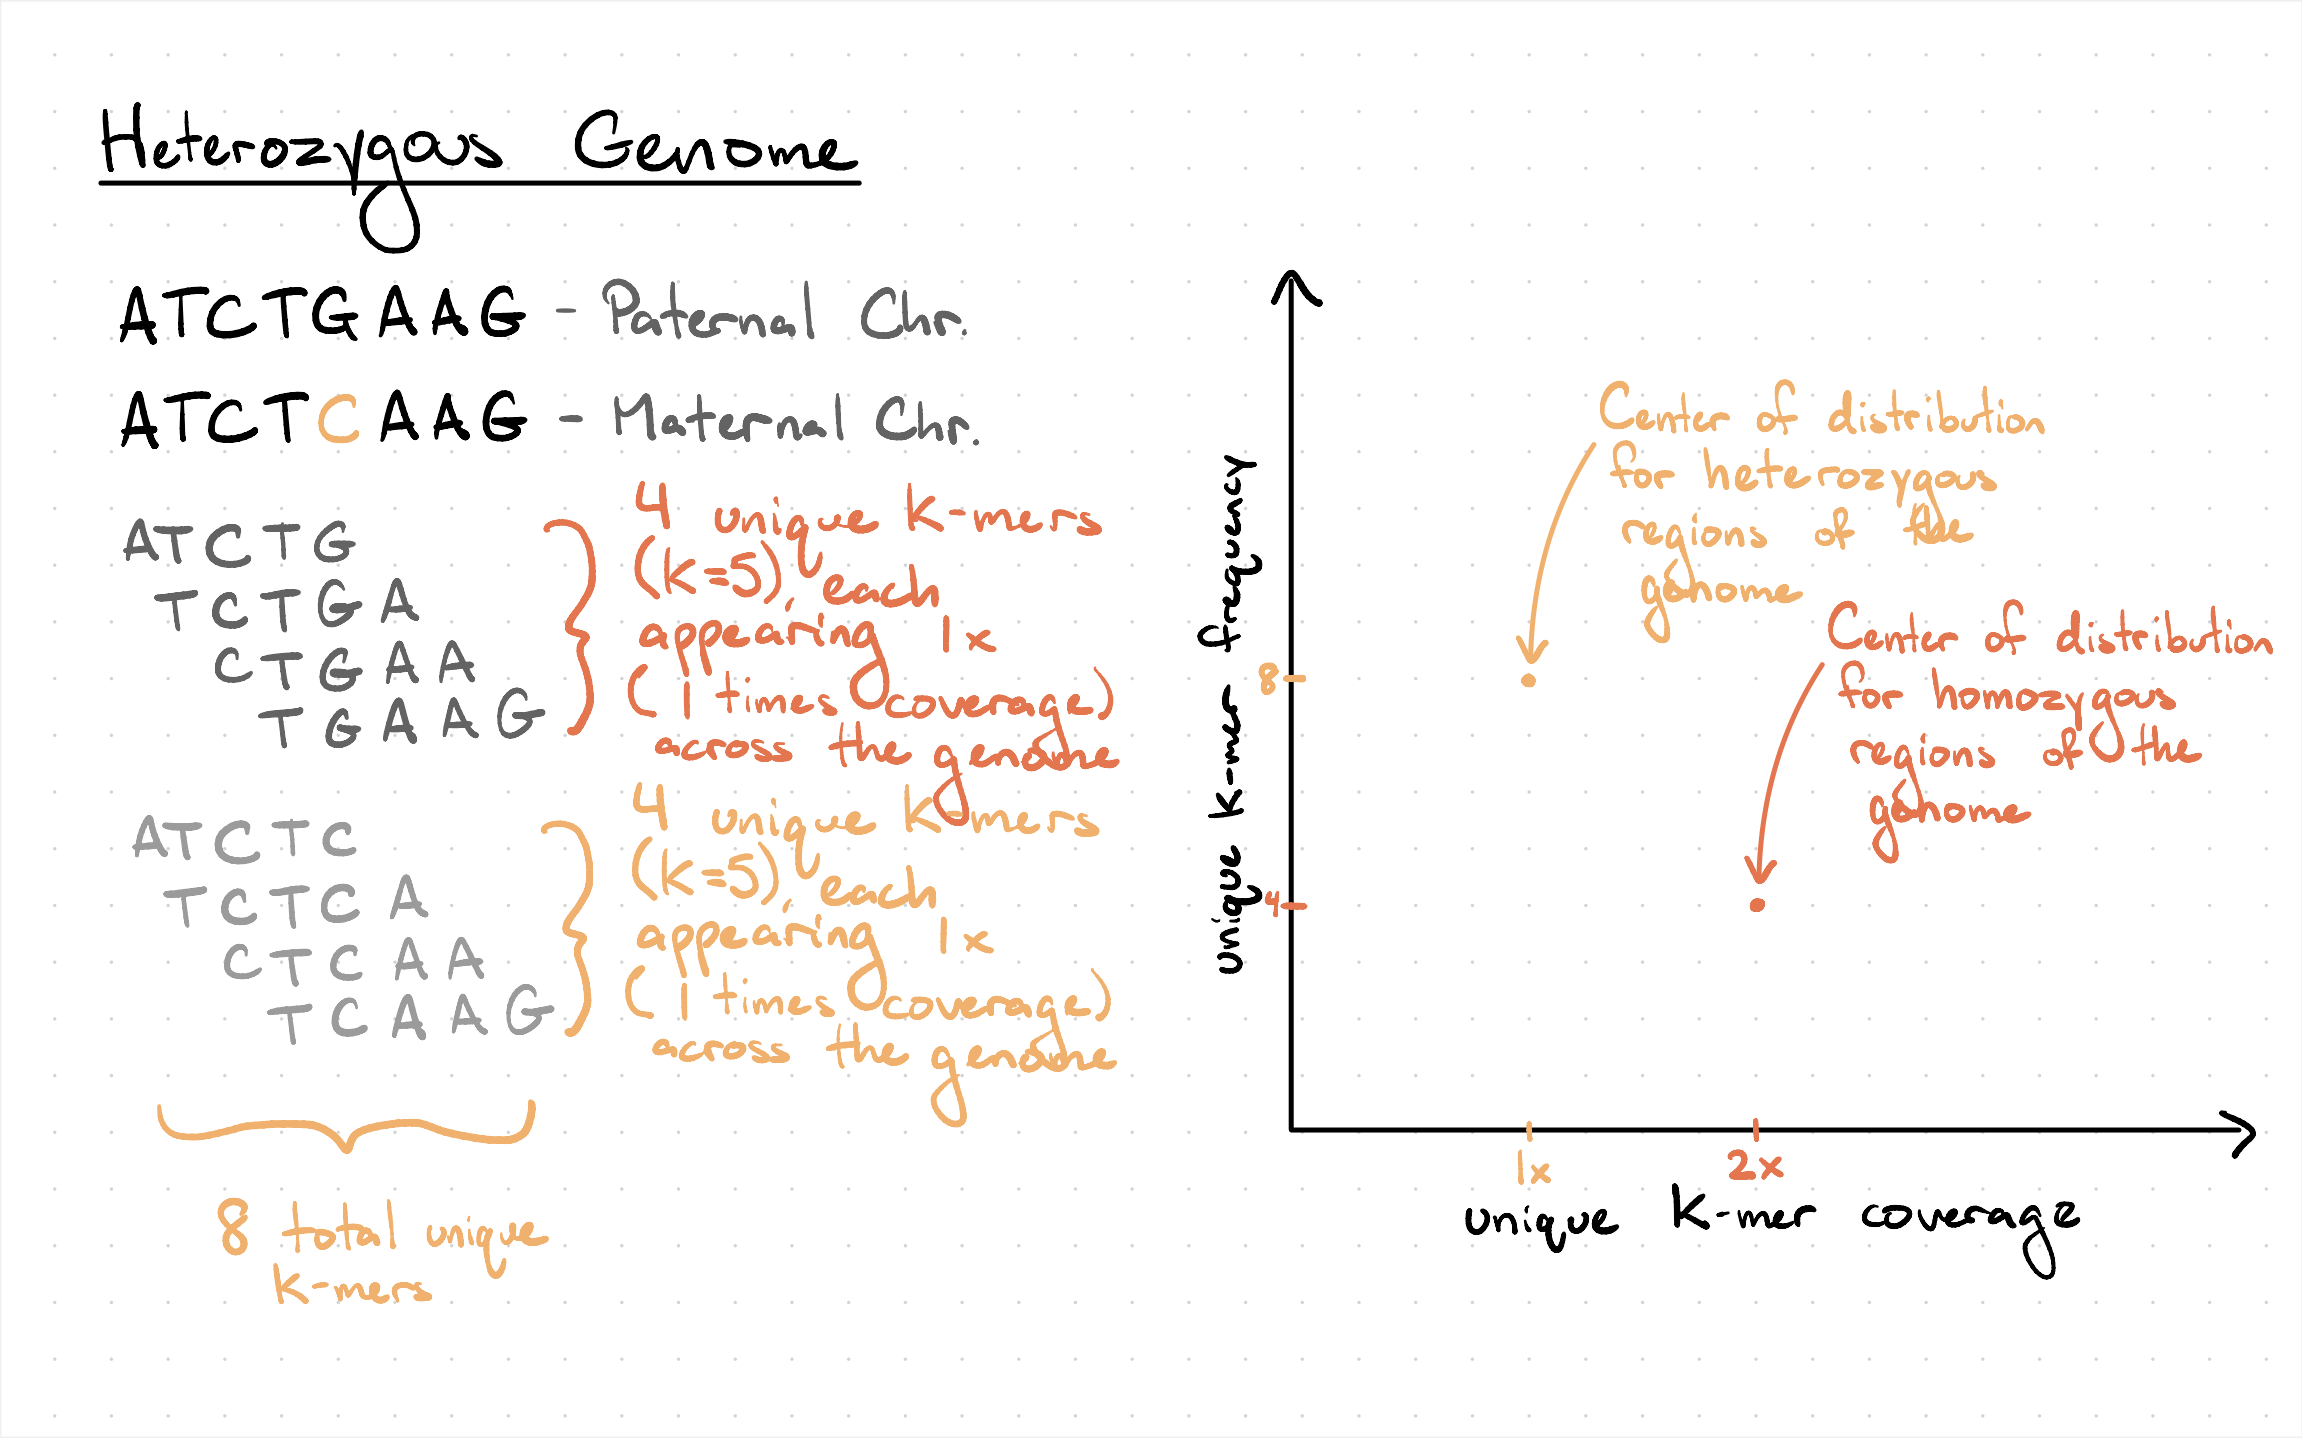 Heterozygous Genome
ATCTGAAG - Paternal Chr.
ATCTCAAG - Maternal Chr.
ATCTG
TCTGA
CTGAA
TGAAG
4 unique K-mers
(K=5), each
appearing 1x
(1 times coverage)
across the genome
ATCTC
TCTCA
CTCAA
TCAAG
4 unique K-mers
(K=5), each
appearing 1x
(1 times coverage)
across the genome
8 total unique
K-mers
unique K-mer frequency
8
4
Center of distribution
for heterozygous
regions of the
genome
Center of distribution
for homozygous
regions of the
genome
1x
2x
unique K-mer coverage